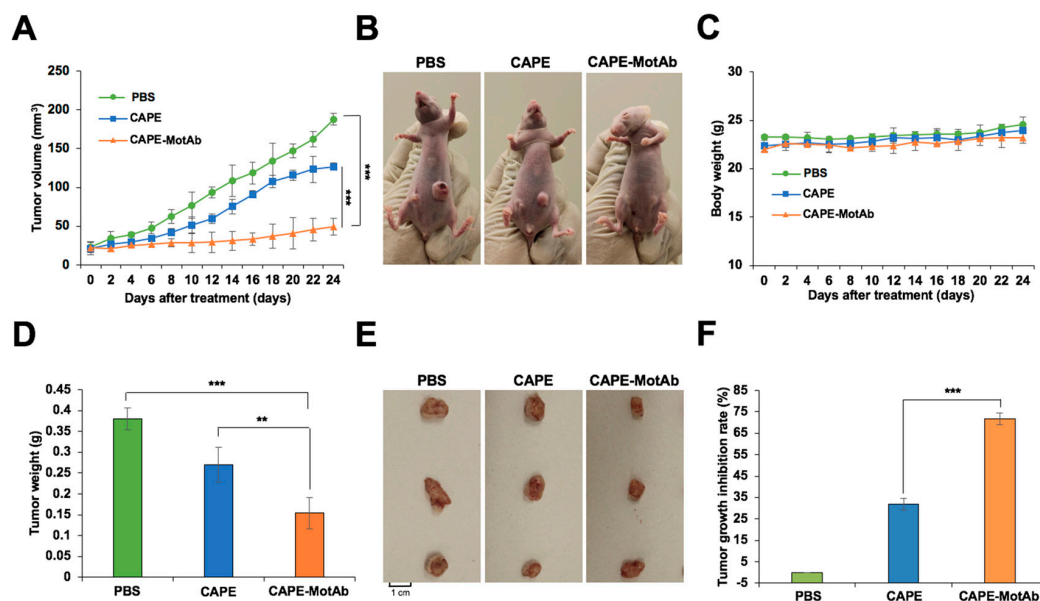 A
Tumor volume (mm³)
250
200
150
100
50
0
PBS
CAPE
CAPE-MotAb
***
***
0 2 4 6 8 10 12 14 16 18 20 22 24
Days after treatment (days)
B
PBS CAPE CAPE-MotAb
C
Body weight (g)
30
25
20
15
10
PBS
CAPE
CAPE-MotAb
0 2 4 6 8 10 12 14 16 18 20 22 24
Days after treatment (days)
D
Tumor weight (g)
0.45
0.4
0.35
0.3
0.25
0.2
0.15
0.1
0.05
0
***
**
PBS CAPE CAPE-MotAb
E
PBS CAPE CAPE-MotAb
1 cm
F
Tumor growth inhibition rate (%)
85
75
65
55
45
35
25
15
5
-5
***
PBS CAPE CAPE-MotAb